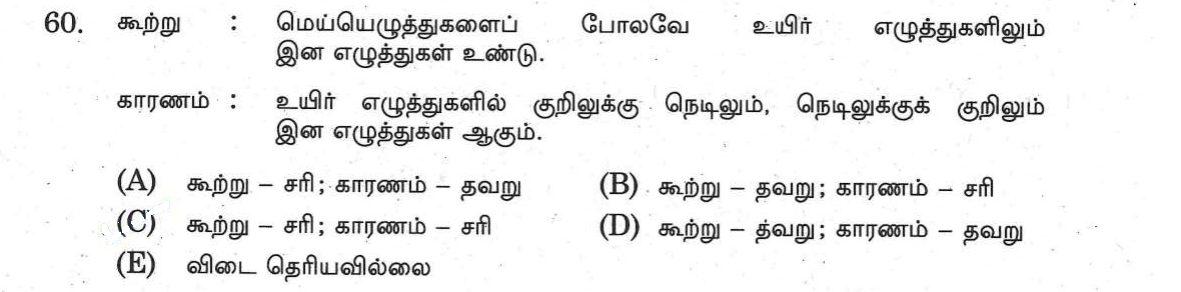 60. கூற்று : மெய்யெழுத்துகளைப் போலவே உயிர் எழுத்துகளிலும்
இன எழுத்துகள் உண்டு.
காரணம் : உயிர் எழுத்துகளில் குறிலுக்கு நெடிலும், நெடிலுக்குக் குறிலும்
இன எழுத்துகள் ஆகும்.
(A) கூற்று – சரி; காரணம் – தவறு (B) கூற்று – தவறு; காரணம் – சரி
(C) கூற்று – சரி; காரணம் – சரி (D) கூற்று – தவறு; காரணம் – தவறு
(E) விடை தெரியவில்லை